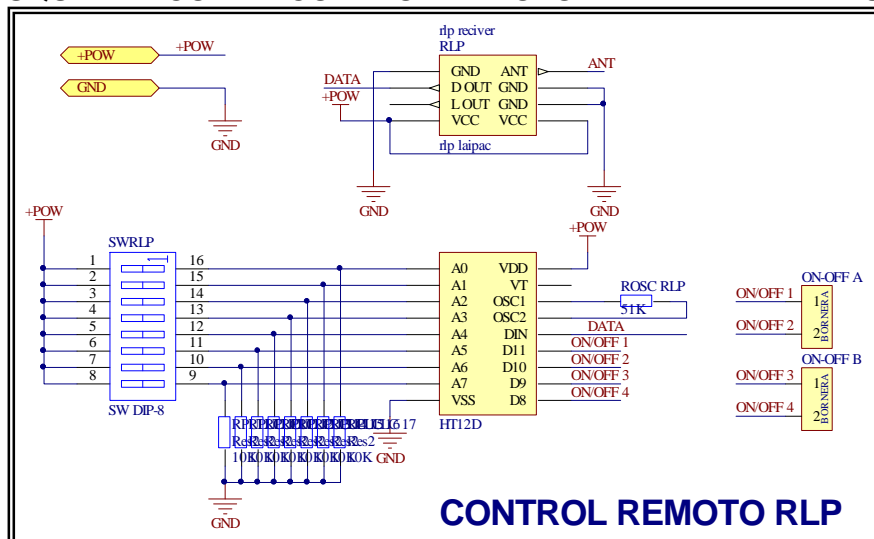 +POW
+POW
GND
GND
rlp reciver
RLP
GND ANT
D OUT GND
L OUT GND
VCC VCC
rlp laipac
DATA
+POW
ANT
GND
GND
+POW
SWRLP
1 16
2 15
3 14
4 13
5 12
6 11
7 10
8 9
SW DIP-8
A0 VDD
A1 VT
A2 OSC1
A3 OSC2
A4 DIN
A5 D11
A6 D10
A7 D9
VSS D8
HT12D
+POW
ROSC RLP
51K
DATA
ON/OFF 1
ON/OFF 2
ON/OFF 3
ON/OFF 4
GND
Res2
10K
GND
ON-OFF A
ON/OFF 1 1
ON/OFF 2 2
BORNERA
ON-OFF B
ON/OFF 3 1
ON/OFF 4 2
BORNERA
CONTROL REMOTO RLP